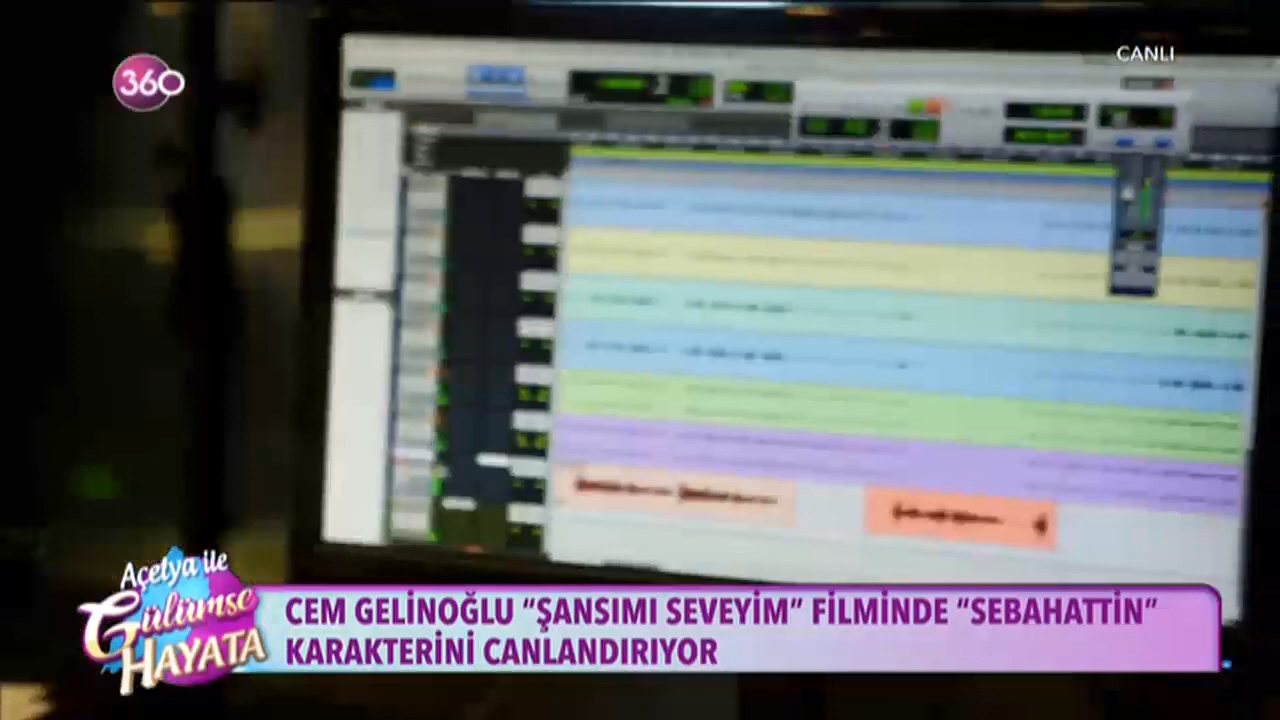 360
CANLI
Açelya ile
Gülümse
HAYATA
CEM GELİNOĞLU “ŞANSIMI SEVEYİM” FİLMİNDE “SEBAHATTİN”
KARAKTERİNİ CANLANDIRIYOR